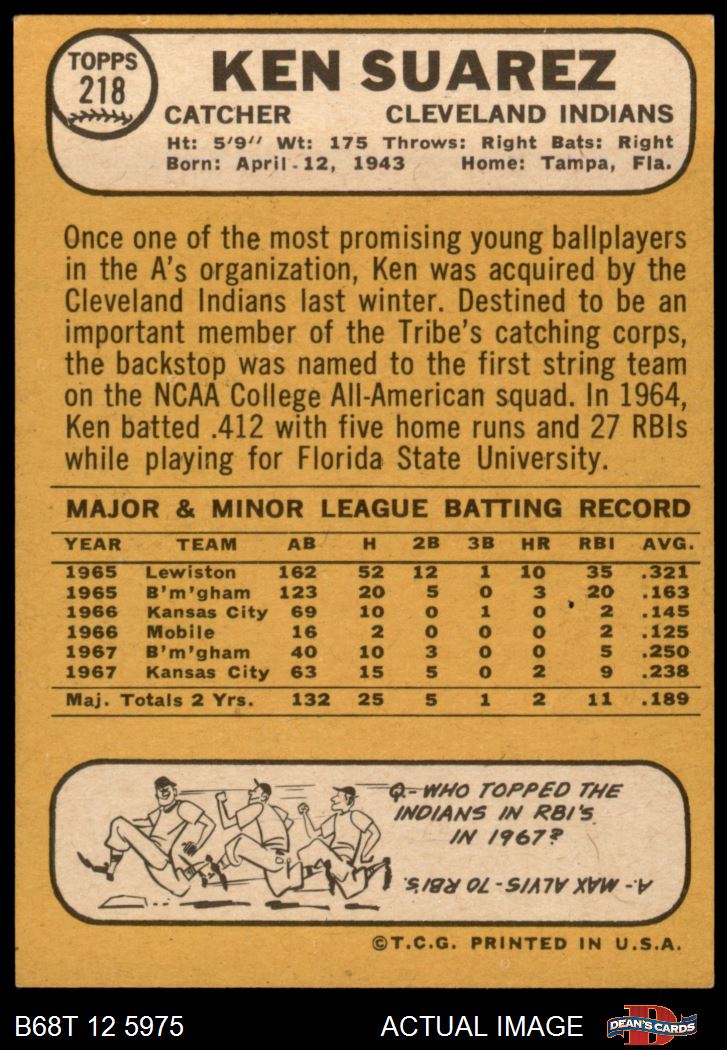 TOPPS
218
KEN SUAREZ
CATCHER CLEVELAND INDIANS
Ht: 5'9" Wt: 175 Throws: Right Bats: Right
Born: April 12, 1943 Home: Tampa, Fla.
Once one of the most promising young ballplayers
in the A's organization, Ken was acquired by the
Cleveland Indians last winter. Destined to be an
important member of the Tribe's catching corps,
the backstop was named to the first string team
on the NCAA College All-American squad. In 1964,
Ken batted .412 with five home runs and 27 RBIs
while playing for Florida State University.
MAJOR & MINOR LEAGUE BATTING RECORD
YEAR TEAM AB H 2B 3B HR RBI AVG.
1965 Lewiston 162 52 12 1 10 35 .321
1965 B'm'gham 123 20 5 0 3 20 .163
1966 Kansas City 69 10 0 1 0 2 .145
1966 Mobile 16 2 0 0 0 2 .125
1967 B'm'gham 40 10 3 0 0 5 .250
1967 Kansas City 63 15 5 0 2 9 .238
Maj. Totals 2 Yrs. 132 25 5 1 2 11 .189
Q-WHO TOPPED THE
INDIANS IN RBI'S
IN 1967?
A-MAX ALVIS-70 RBI'S.
©T.C.G. PRINTED IN U.S.A.
B68T 12 5975 ACTUAL IMAGE DEAN'S CARDS